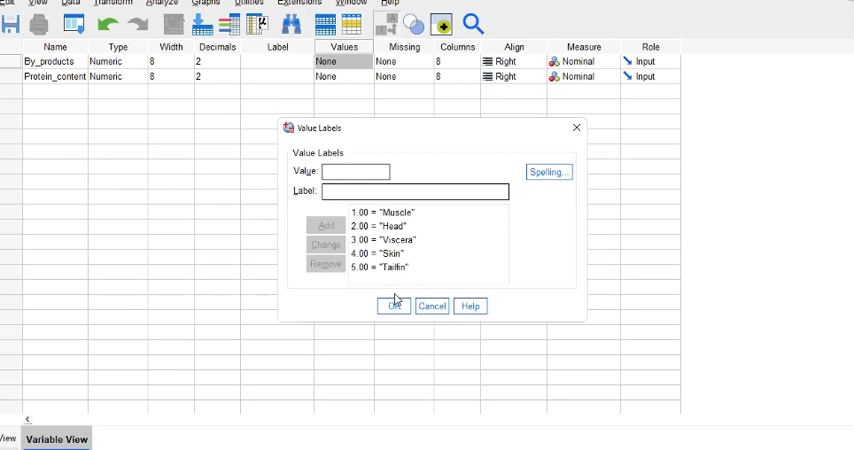 Edit View Data Transform Analyze Graphs Utilities Extensions Window Help
Name Type Width Decimals Label Values Missing Columns Align Measure Role
By_products Numeric 8 2 None None 8 Right Nominal Input
Protein_content Numeric 8 2 None None 8 Right Nominal Input
Value Labels
Value Labels
Value:
Spelling...
Label:
1.00 = "Muscle"
Add
2.00 = "Head"
Change
3.00 = "Viscera"
4.00 = "Skin"
Remove
5.00 = "Tailfin"
OK Cancel Help
View Variable View